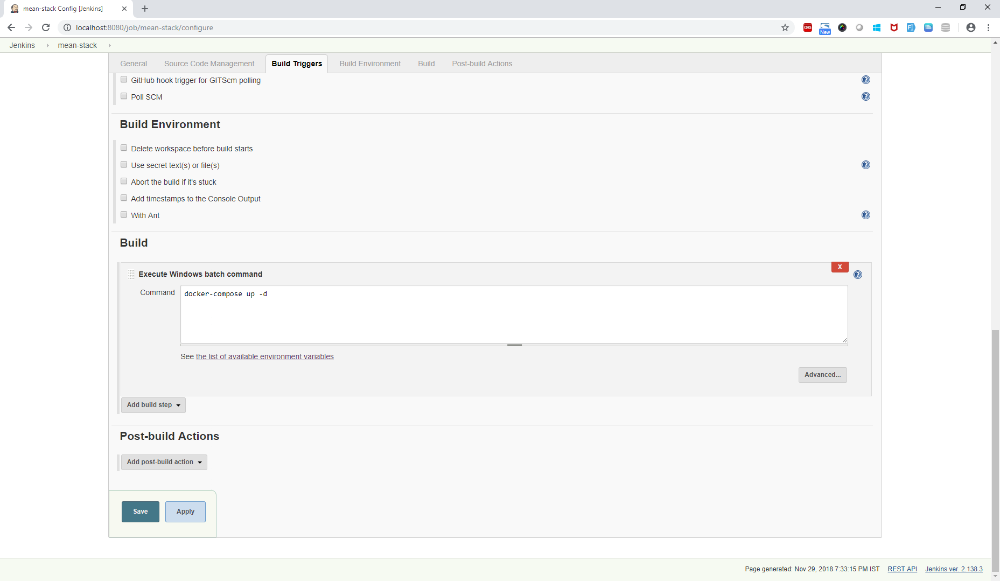 mean-stack Config [Jenkins]
localhost:8080/job/mean-stack/configure
CORS
New
Jenkins
mean-stack
General
Source Code Management
Build Triggers
Build Environment
Build
Post-build Actions
GitHub hook trigger for GITScm polling
Poll SCM
Build Environment
Delete workspace before build starts
Use secret text(s) or file(s)
Abort the build if it's stuck
Add timestamps to the Console Output
With Ant
Build
X
Execute Windows batch command
Command
docker-compose up -d
See the list of available environment variables
Advanced...
Add build step
Post-build Actions
Add post-build action
Save
Apply
Page generated: Nov 29, 2018 7:33:15 PM IST
REST API
Jenkins ver. 2.138.3